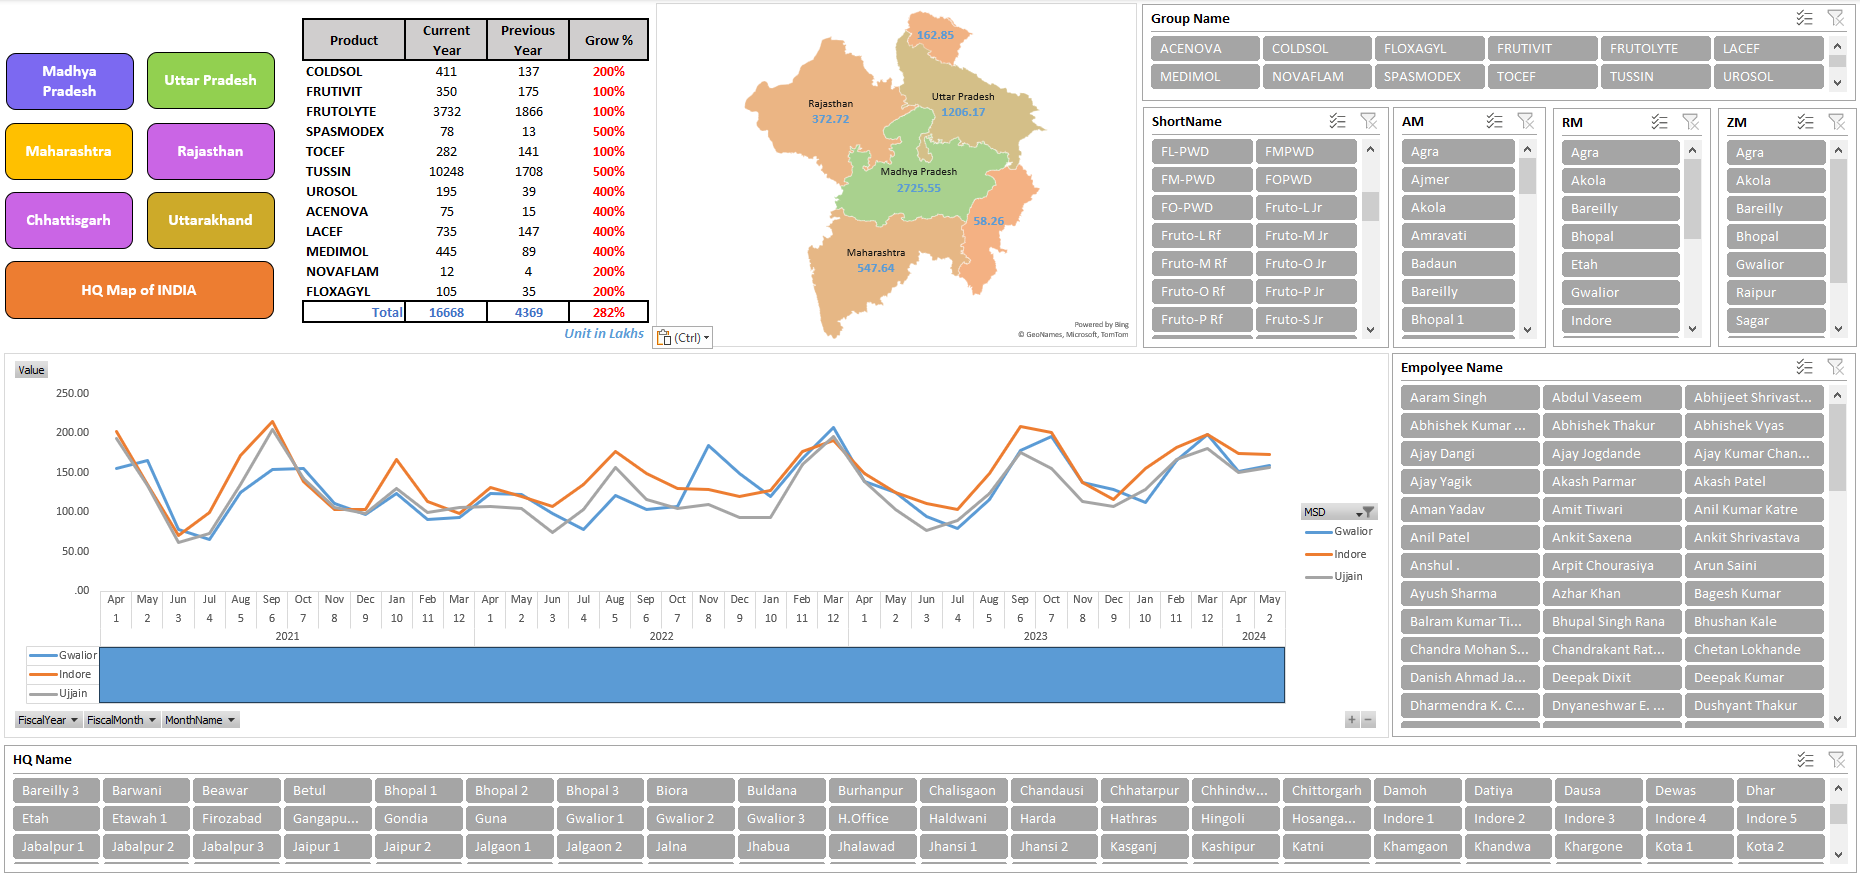 Madhya
Pradesh
Uttar Pradesh
Maharashtra
Rajasthan
Chhattisgarh
Uttarakhand
HQ Map of INDIA
Product Current Year Previous Year Grow %
COLDSOL 411 137 200%
FRUTIVIT 350 175 100%
FRUTOLYTE 3732 1866 100%
SPASMODEX 78 13 500%
TOCEF 282 141 100%
TUSSIN 10248 1708 500%
UROSOL 195 39 400%
ACENOVA 75 15 400%
LACEF 735 147 400%
MEDIMOL 445 89 400%
NOVAFLAM 12 4 200%
FLOXAGYL 105 35 200%
Total 16668 4369 282%
Unit in Lakhs
(Ctrl)
162.85
Rajasthan
372.72
Uttar Pradesh
1206.17
Madhya Pradesh
2725.55
58.26
Maharashtra
547.64
Powered by Bing
© GeoNames, Microsoft, TomTom
Group Name
ACENOVA COLDSOL FLOXAGYL FRUTIVIT FRUTOLYTE LACEF
MEDIMOL NOVAFLAM SPASMODEX TOCEF TUSSIN UROSOL
ShortName
FL-PWD FMPWD
FM-PWD FOPWD
FO-PWD Fruto-L Jr
Fruto-L Rf Fruto-M Jr
Fruto-M Rf Fruto-O Jr
Fruto-O Rf Fruto-P Jr
Fruto-P Rf Fruto-S Jr
AM
Agra
Ajmer
Akola
Amravati
Badaun
Bareilly
Bhopal 1
RM
Agra
Akola
Bareilly
Bhopal
Etah
Gwalior
Indore
ZM
Agra
Akola
Bareilly
Bhopal
Gwalior
Raipur
Sagar
Value
250.00
200.00
150.00
100.00
50.00
.00
Apr May Jun Jul Aug Sep Oct Nov Dec Jan Feb Mar Apr May Jun Jul Aug Sep Oct Nov Dec Jan Feb Mar Apr May Jun Jul Aug Sep Oct Nov Dec Jan Feb Mar Apr May
1 2 3 4 5 6 7 8 9 10 11 12 1 2 3 4 5 6 7 8 9 10 11 12 1 2 3 4 5 6 7 8 9 10 11 12 1 2
2021 2022 2023 2024
MSD
Gwalior
Indore
Ujjain
Gwalior
Indore
Ujjain
FiscalYear FiscalMonth MonthName
+ −
Empolyee Name
Aaram Singh Abdul Vaseem Abhijeet Shrivast...
Abhishek Kumar ... Abhishek Thakur Abhishek Vyas
Ajay Dangi Ajay Jogdande Ajay Kumar Chan...
Ajay Yagik Akash Parmar Akash Patel
Aman Yadav Amit Tiwari Anil Kumar Katre
Anil Patel Ankit Saxena Ankit Shrivastava
Anshul . Arpit Chourasiya Arun Saini
Ayush Sharma Azhar Khan Bagesh Kumar
Balram Kumar Ti... Bhupal Singh Rana Bhushan Kale
Chandra Mohan S... Chandrakant Rat... Chetan Lokhande
Danish Ahmad Ja... Deepak Dixit Deepak Kumar
Dharmendra K. C... Dnyaneshwar E. ... Dushyant Thakur
HQ Name
Bareilly 3 Barwani Beawar Betul Bhopal 1 Bhopal 2 Bhopal 3 Biora Buldana Burhanpur Chalisgaon Chandausi Chhatarpur Chhindw... Chittorgarh Damoh Datiya Dausa Dewas Dhar
Etah Etawah 1 Firozabad Gangapu... Gondia Guna Gwalior 1 Gwalior 2 Gwalior 3 H.Office Haldwani Harda Hathras Hingoli Hosanga... Indore 1 Indore 2 Indore 3 Indore 4 Indore 5
Jabalpur 1 Jabalpur 2 Jabalpur 3 Jaipur 1 Jaipur 2 Jalgaon 1 Jalgaon 2 Jalna Jhabua Jhalawad Jhansi 1 Jhansi 2 Kasganj Kashipur Katni Khamgaon Khandwa Khargone Kota 1 Kota 2